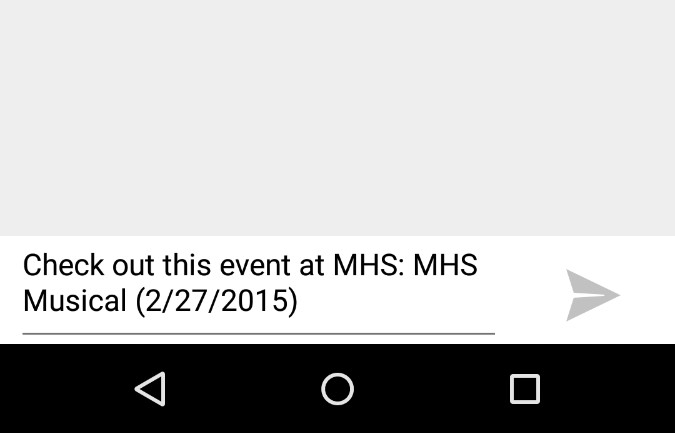 Check out this event at MHS: MHS
Musical (2/27/2015)